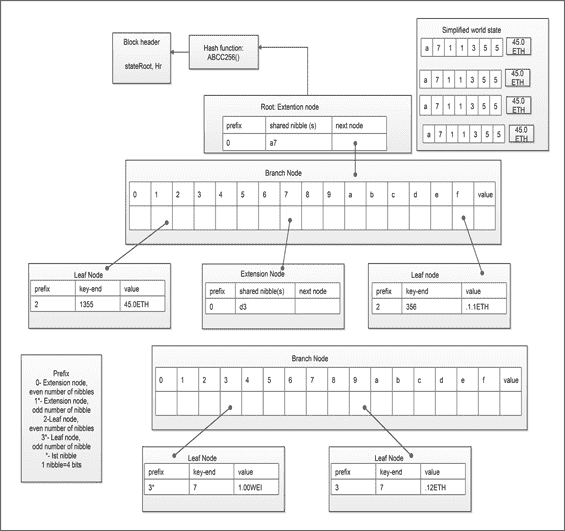 Block header
stateRoot, Hr
Hash function:
ABCC256()
Simplified world state
a 7 1 1 3 5 5 45.0 ETH
a 7 1 1 3 5 5 45.0 ETH
a 7 1 1 3 5 5 45.0 ETH
a 7 1 1 3 5 5 45.0 ETH
Root: Extention node
prefix shared nibble (s) next node
0 a7
Branch Node
0 1 2 3 4 5 6 7 8 9 a b c d e f value
Leaf Node
prefix key-end value
2 1355 45.0ETH
Extension Node
prefix shared nibble(s) next node
0 d3
Leaf node
prefix key-end value
2 356 .1.1ETH
Prefix
0- Extension node,
even number of nibbles
1*- Extension node,
odd number of nibble
2-Leaf node,
even number of nibbles
3*- Leaf node,
odd number of nibble
*- Ist nibble
1 nibble=4 bits
Branch Node
0 1 2 3 4 5 6 7 8 9 a b c d e f value
Leaf Node
prefix key-end value
3* 7 1.00WEI
Leaf Node
prefix key-end value
3 7 .12ETH